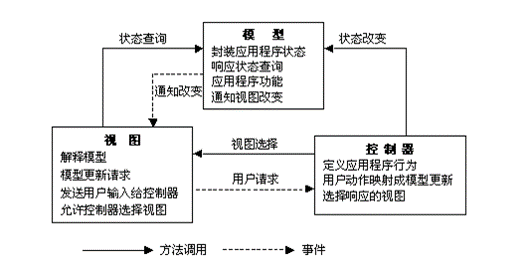 状态查询
模 型
状态改变
封装应用程序状态
响应状态查询
应用程序功能
通知视图改变
通知改变
视 图
解释模型
模型更新请求
发送用户输入给控制器
允许控制器选择视图
视图选择
用户请求
控 制 器
定义应用程序行为
用户动作映射成模型更新
选择响应的视图
方法调用
事件